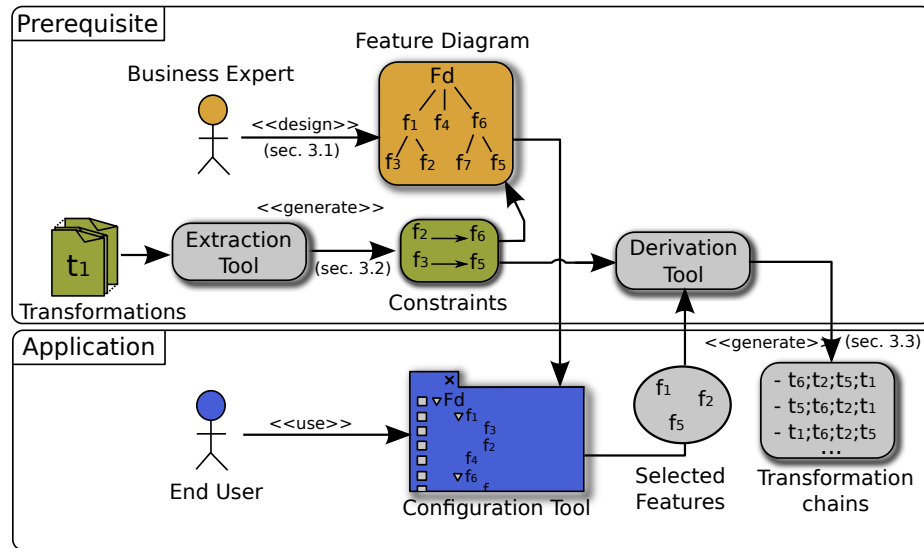 Prerequisite
Feature Diagram
Business Expert
Fd
<<design>>
f1 f4 f6
(sec. 3.1)
f3 f2 f7 f5
<<generate>>
t1
Extraction
Tool
(sec. 3.2)
f2 f6
f3 f5
Derivation
Tool
Transformations
Constraints
Application
<<generate>> (sec. 3.3)
x
Fd
f1
f3
f2
f4
f6
f
<<use>>
f1
f2
f5
- t6;t2;t5;t1
- t5;t6;t2;t1
- t1;t6;t2;t5
...
End User
Configuration Tool
Selected
Features
Transformation
chains